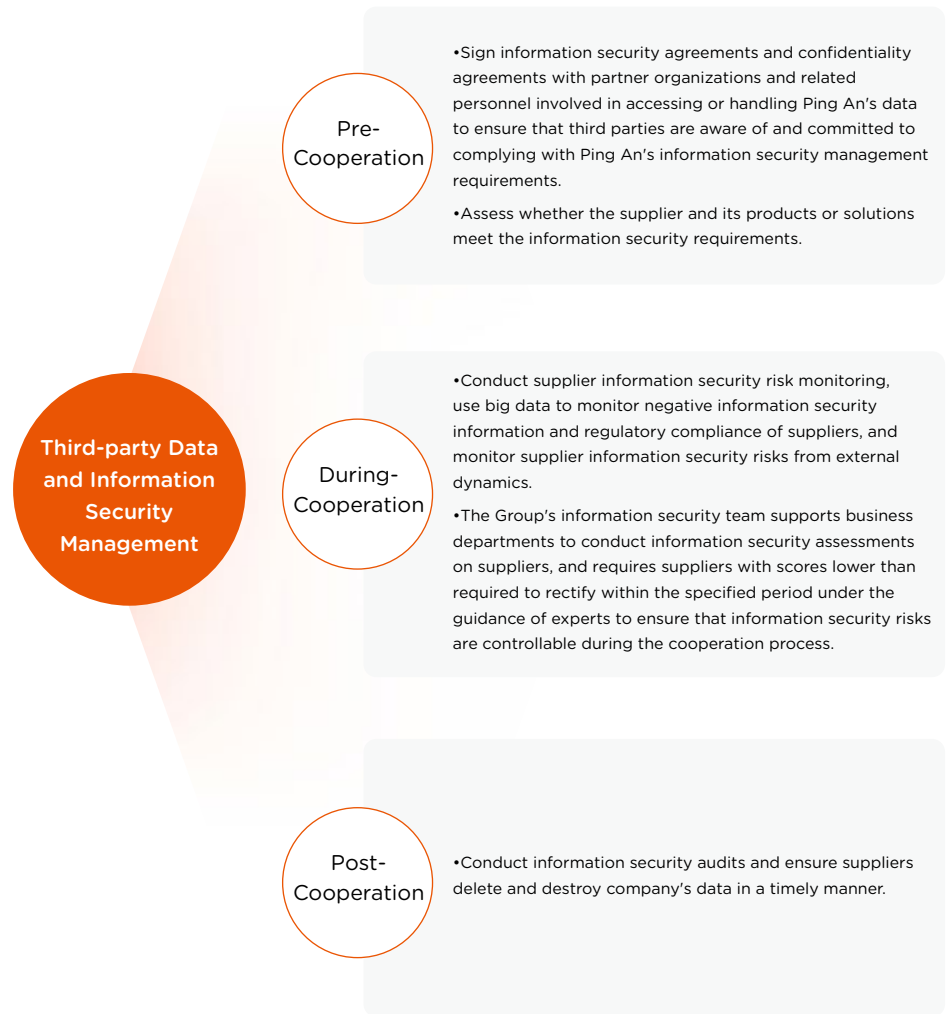 Third-party Data
and Information
Security
Management
Pre-
Cooperation
•Sign information security agreements and confidentiality
agreements with partner organizations and related
personnel involved in accessing or handling Ping An's data
to ensure that third parties are aware of and committed to
complying with Ping An's information security management
requirements.
•Assess whether the supplier and its products or solutions
meet the information security requirements.
During-
Cooperation
•Conduct supplier information security risk monitoring,
use big data to monitor negative information security
information and regulatory compliance of suppliers, and
monitor supplier information security risks from external
dynamics.
•The Group's information security team supports business
departments to conduct information security assessments
on suppliers, and requires suppliers with scores lower than
required to rectify within the specified period under the
guidance of experts to ensure that information security risks
are controllable during the cooperation process.
Post-
Cooperation
•Conduct information security audits and ensure suppliers
delete and destroy company's data in a timely manner.